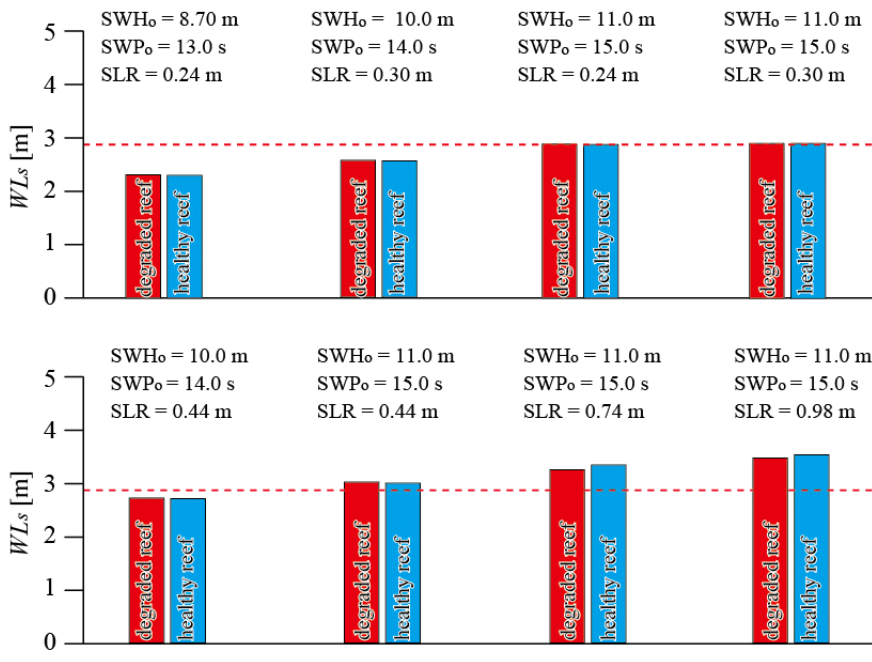 5
4
3
2
1
0
WLs [m]
SWHo = 8.70 m
SWPo = 13.0 s
SLR = 0.24 m
SWHo = 10.0 m
SWPo = 14.0 s
SLR = 0.30 m
SWHo = 11.0 m
SWPo = 15.0 s
SLR = 0.24 m
SWHo = 11.0 m
SWPo = 15.0 s
SLR = 0.30 m
degraded reef
healthy reef
degraded reef
healthy reef
degraded reef
healthy reef
degraded reef
healthy reef
5
4
3
2
1
0
WLs [m]
SWHo = 10.0 m
SWPo = 14.0 s
SLR = 0.44 m
SWHo = 11.0 m
SWPo = 15.0 s
SLR = 0.44 m
SWHo = 11.0 m
SWPo = 15.0 s
SLR = 0.74 m
SWHo = 11.0 m
SWPo = 15.0 s
SLR = 0.98 m
degraded reef
healthy reef
degraded reef
healthy reef
degraded reef
healthy reef
degraded reef
healthy reef